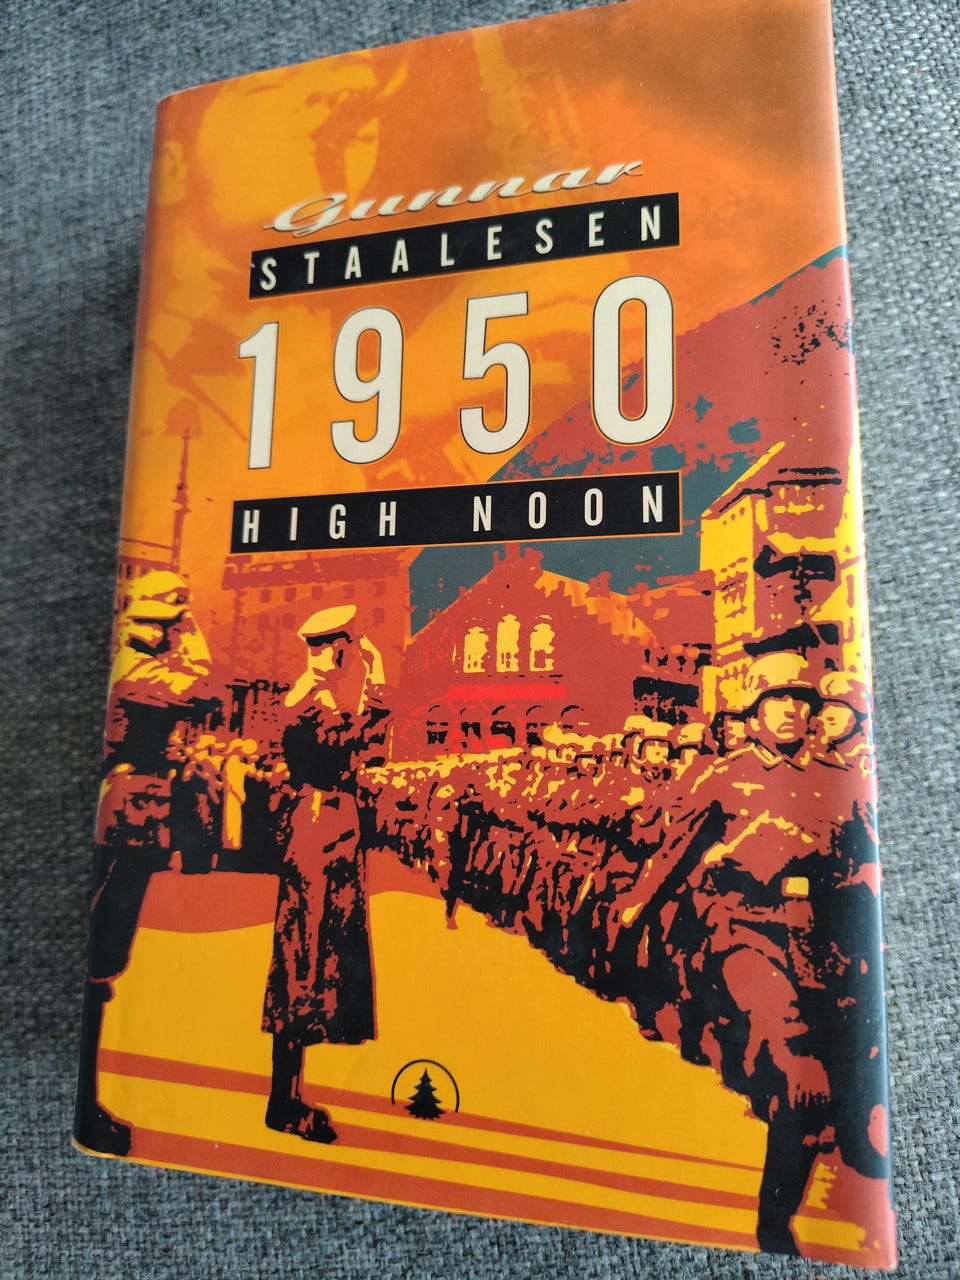 Gunnar
STAALESEN
1950
HIGH NOON